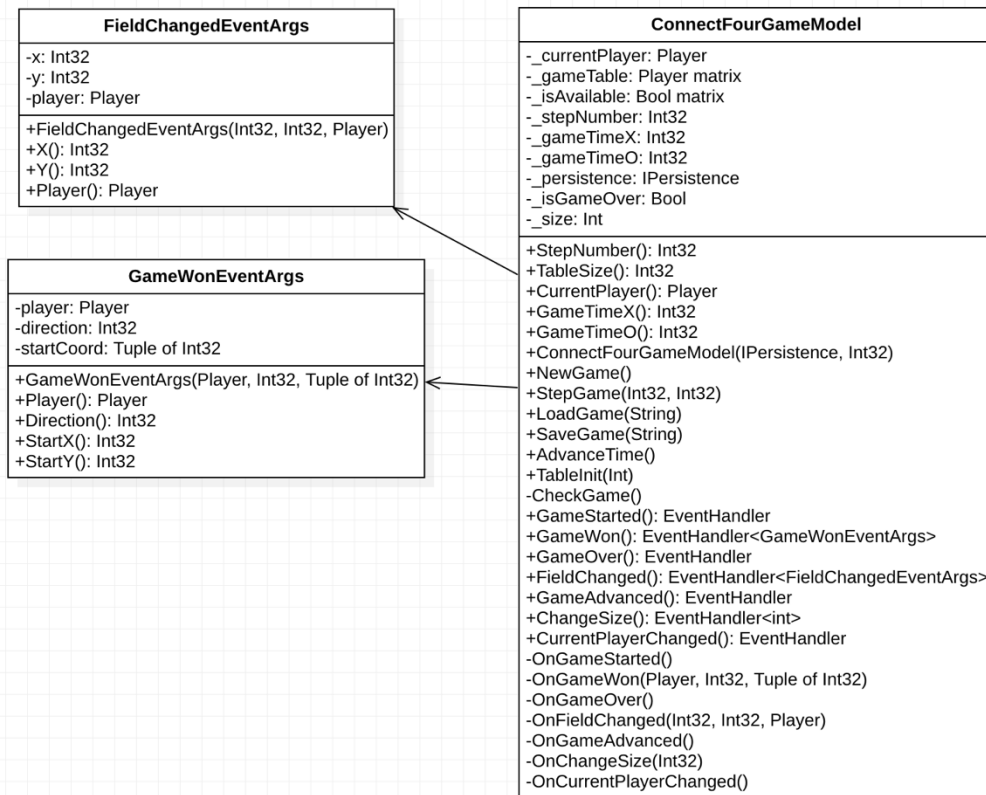 FieldChangedEventArgs
-x: Int32
-y: Int32
-player: Player
+FieldChangedEventArgs(Int32, Int32, Player)
+X(): Int32
+Y(): Int32
+Player(): Player
GameWonEventArgs
-player: Player
-direction: Int32
-startCoord: Tuple of Int32
+GameWonEventArgs(Player, Int32, Tuple of Int32)
+Player(): Player
+Direction(): Int32
+StartX(): Int32
+StartY(): Int32
ConnectFourGameModel
-_currentPlayer: Player
-_gameTable: Player matrix
-_isAvailable: Bool matrix
-_stepNumber: Int32
-_gameTimeX: Int32
-_gameTimeO: Int32
-_persistence: IPersistence
-_isGameOver: Bool
-_size: Int
+StepNumber(): Int32
+TableSize(): Int32
+CurrentPlayer(): Player
+GameTimeX(): Int32
+GameTimeO(): Int32
+ConnectFourGameModel(IPersistence, Int32)
+NewGame()
+StepGame(Int32, Int32)
+LoadGame(String)
+SaveGame(String)
+AdvanceTime()
+TableInit(Int)
-CheckGame()
+GameStarted(): EventHandler
+GameWon(): EventHandler<GameWonEventArgs>
+GameOver(): EventHandler
+FieldChanged(): EventHandler<FieldChangedEventArgs>
+GameAdvanced(): EventHandler
+ChangeSize(): EventHandler<int>
+CurrentPlayerChanged(): EventHandler
-OnGameStarted()
-OnGameWon(Player, Int32, Tuple of Int32)
-OnGameOver()
-OnFieldChanged(Int32, Int32, Player)
-OnGameAdvanced()
-OnChangeSize(Int32)
-OnCurrentPlayerChanged()